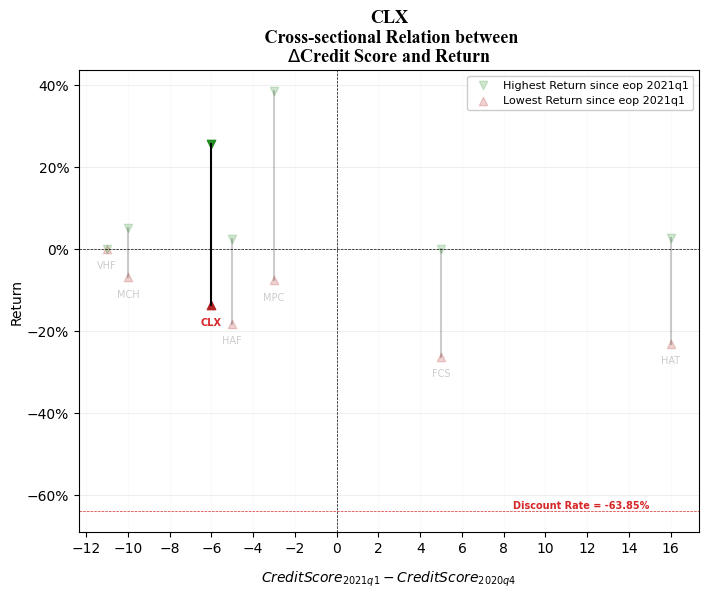 CLX
Cross-sectional Relation between
ΔCredit Score and Return
Highest Return since eop 2021q1
Lowest Return since eop 2021q1
40%
20%
0%
−20%
−40%
−60%
Return
VHF
MCH
CLX
HAF
MPC
FCS
HAT
Discount Rate = -63.85%
−12 −10 −8 −6 −4 −2 0 2 4 6 8 10 12 14 16
CreditScore2021q1 − CreditScore2020q4